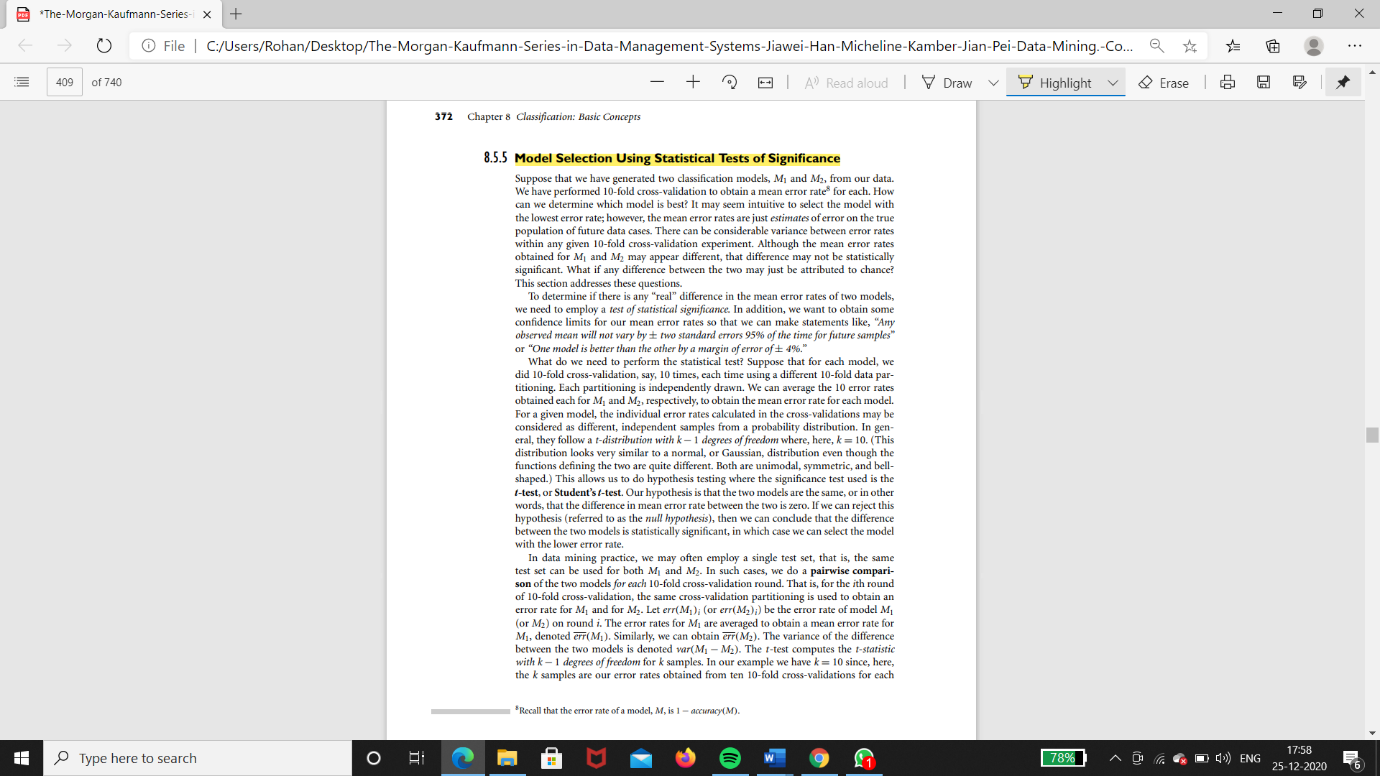 *The-Morgan-Kaufmann-Series-
File | C:/Users/Rohan/Desktop/The-Morgan-Kaufmann-Series-in-Data-Management-Systems-Jiawei-Han-Micheline-Kamber-Jian-Pei-Data-Mining.-Co...
409 of 740 Read aloud Draw Highlight Erase
372 Chapter 8 Classification: Basic Concepts
8.5.5 Model Selection Using Statistical Tests of Significance
Suppose that we have generated two classification models, M₁ and M₂, from our data.
We have performed 10-fold cross-validation to obtain a mean error rate⁸ for each. How
can we determine which model is best? It may seem intuitive to select the model with
the lowest error rate; however, the mean error rates are just estimates of error on the true
population of future data cases. There can be considerable variance between error rates
within any given 10-fold cross-validation experiment. Although the mean error rates
obtained for M₁ and M₂ may appear different, that difference may not be statistically
significant. What if any difference between the two may just be attributed to chance?
This section addresses these questions.
To determine if there is any “real” difference in the mean error rates of two models,
we need to employ a test of statistical significance. In addition, we want to obtain some
confidence limits for our mean error rates so that we can make statements like, “Any
observed mean will not vary by ± two standard errors 95% of the time for future samples”
or “One model is better than the other by a margin of error of ± 4%.”
What do we need to perform the statistical test? Suppose that for each model, we
did 10-fold cross-validation, say, 10 times, each time using a different 10-fold data par-
titioning. Each partitioning is independently drawn. We can average the 10 error rates
obtained each for M₁ and M₂, respectively, to obtain the mean error rate for each model.
For a given model, the individual error rates calculated in the cross-validations may be
considered as different, independent samples from a probability distribution. In gen-
eral, they follow a t-distribution with k − 1 degrees of freedom where, here, k = 10. (This
distribution looks very similar to a normal, or Gaussian, distribution even though the
functions defining the two are quite different. Both are unimodal, symmetric, and bell-
shaped.) This allows us to do hypothesis testing where the significance test used is the
t-test, or Student’s t-test. Our hypothesis is that the two models are the same, or in other
words, that the difference in mean error rate between the two is zero. If we can reject this
hypothesis (referred to as the null hypothesis), then we can conclude that the difference
between the two models is statistically significant, in which case we can select the model
with the lower error rate.
In data mining practice, we may often employ a single test set, that is, the same
test set can be used for both M₁ and M₂. In such cases, we do a pairwise compari-
son of the two models for each 10-fold cross-validation round. That is, for the ith round
of 10-fold cross-validation, the same cross-validation partitioning is used to obtain an
error rate for M₁ and for M₂. Let err(M₁)ᵢ (or err(M₂)ᵢ) be the error rate of model M₁
(or M₂) on round i. The error rates for M₁ are averaged to obtain a mean error rate for
M₁, denoted e̅r̅r̅(M₁). Similarly, we can obtain e̅r̅r̅(M₂). The variance of the difference
between the two models is denoted var(M₁ − M₂). The t-test computes the t-statistic
with k − 1 degrees of freedom for k samples. In our example we have k = 10 since, here,
the k samples are our error rates obtained from ten 10-fold cross-validations for each
⁸Recall that the error rate of a model, M, is 1 − accuracy(M).
Type here to search
1
78%
ENG
17:58
25-12-2020
6